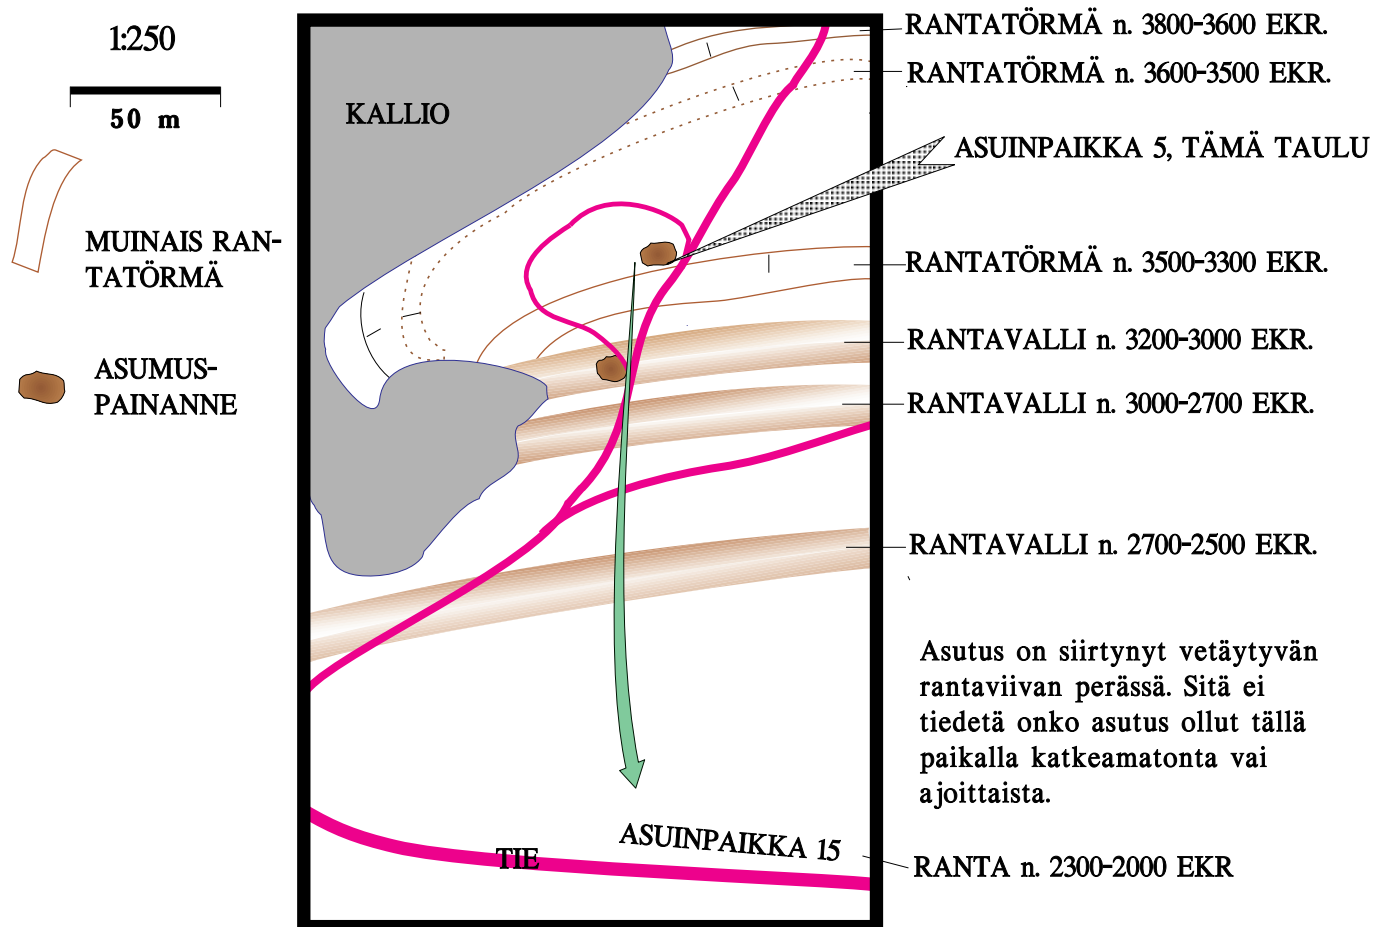 1:250
50 m
MUINAIS RAN-
TATÖRMÄ
ASUMUS-
PAINANNE
KALLIO
RANTATÖRMÄ n. 3800-3600 EKR.
RANTATÖRMÄ n. 3600-3500 EKR.
ASUINPAIKKA 5, TÄMÄ TAULU
RANTATÖRMÄ n. 3500-3300 EKR.
RANTAVALLI n. 3200-3000 EKR.
RANTAVALLI n. 3000-2700 EKR.
RANTAVALLI n. 2700-2500 EKR.
Asutus on siirtynyt vetäytyvän
rantaviivan perässä. Sitä ei
tiedetä onko asutus ollut tällä
paikalla katkeamatonta vai
ajoittaista.
ASUINPAIKKA 15
TIE
RANTA n. 2300-2000 EKR